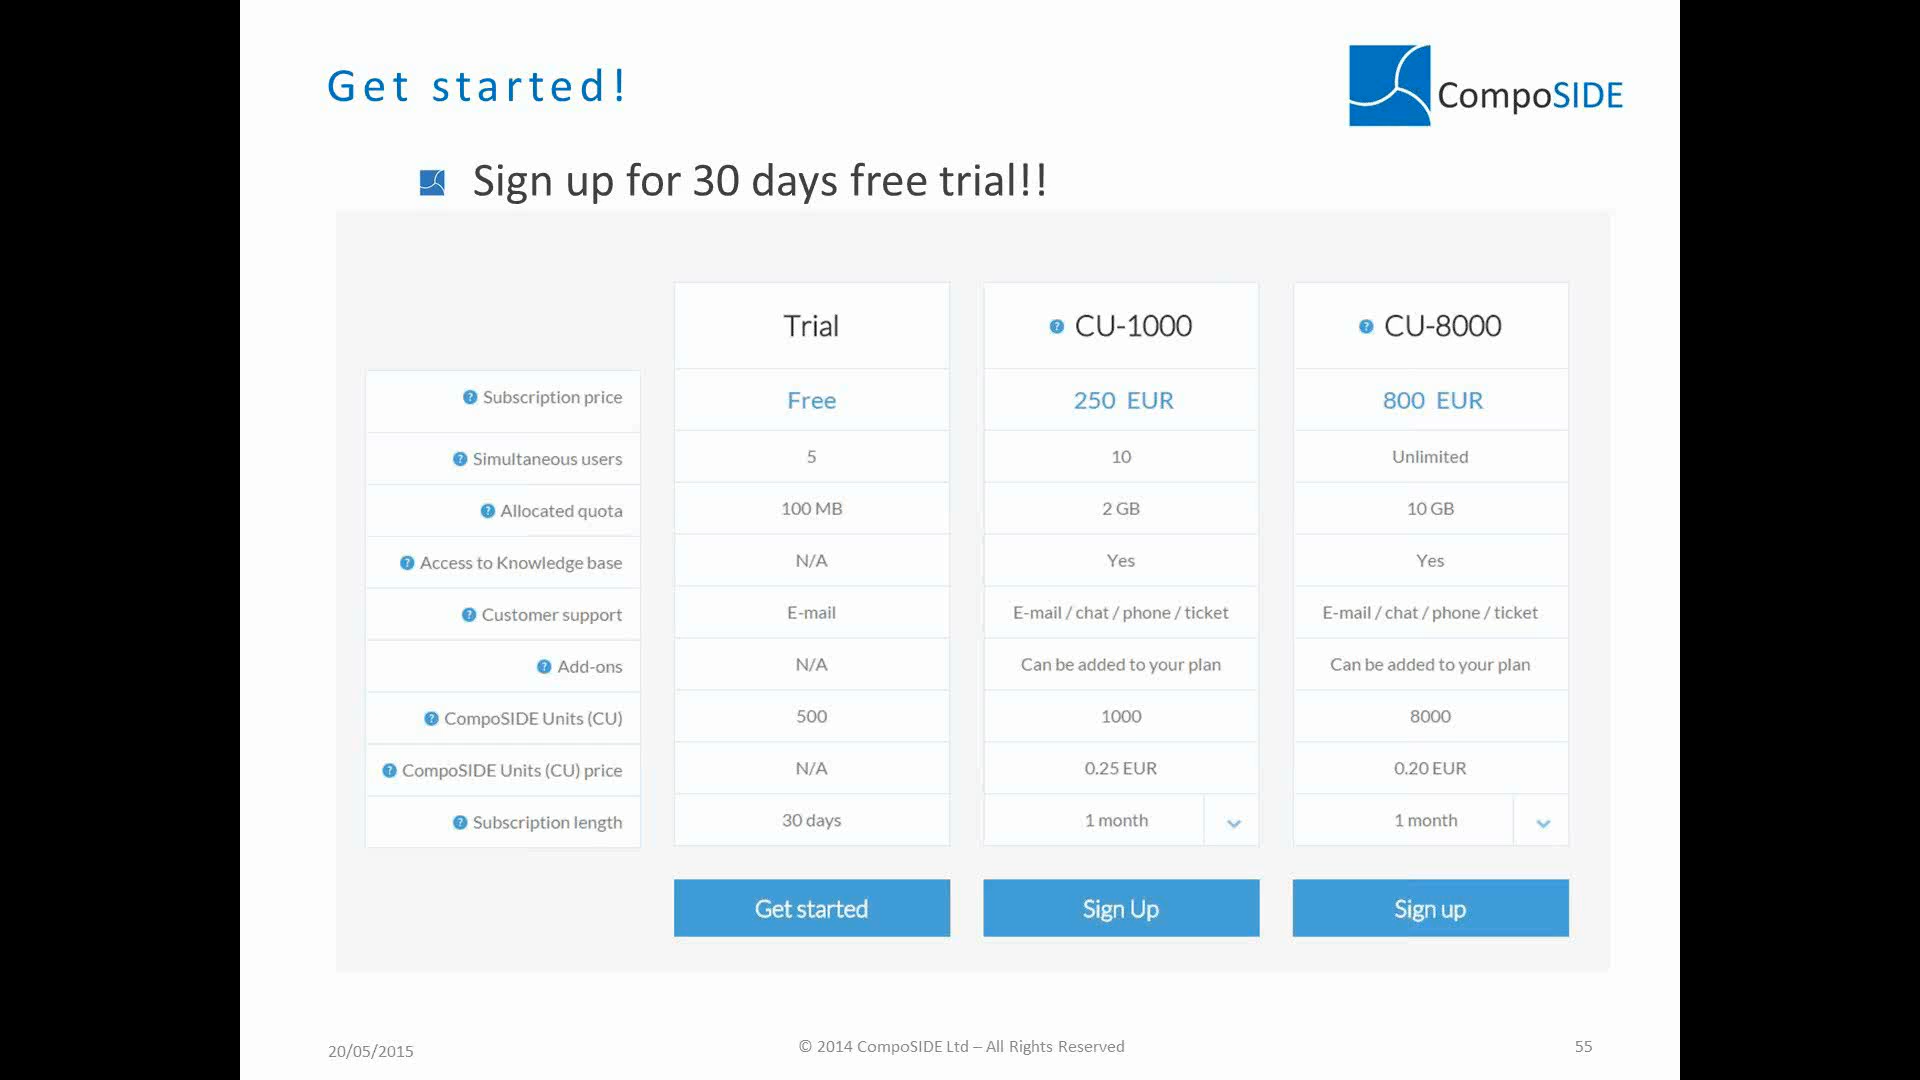 Get started!
CompoSIDE
Sign up for 30 days free trial!!
Trial
CU-1000
CU-8000
Subscription price
Free
250 EUR
800 EUR
Simultaneous users
5
10
Unlimited
Allocated quota
100 MB
2 GB
10 GB
Access to Knowledge base
N/A
Yes
Yes
Customer support
E-mail
E-mail / chat / phone / ticket
E-mail / chat / phone / ticket
Add-ons
N/A
Can be added to your plan
Can be added to your plan
CompoSIDE Units (CU)
500
1000
8000
CompoSIDE Units (CU) price
N/A
0.25 EUR
0.20 EUR
Subscription length
30 days
1 month
1 month
Get started
Sign Up
Sign up
20/05/2015
© 2014 CompoSIDE Ltd – All Rights Reserved
55